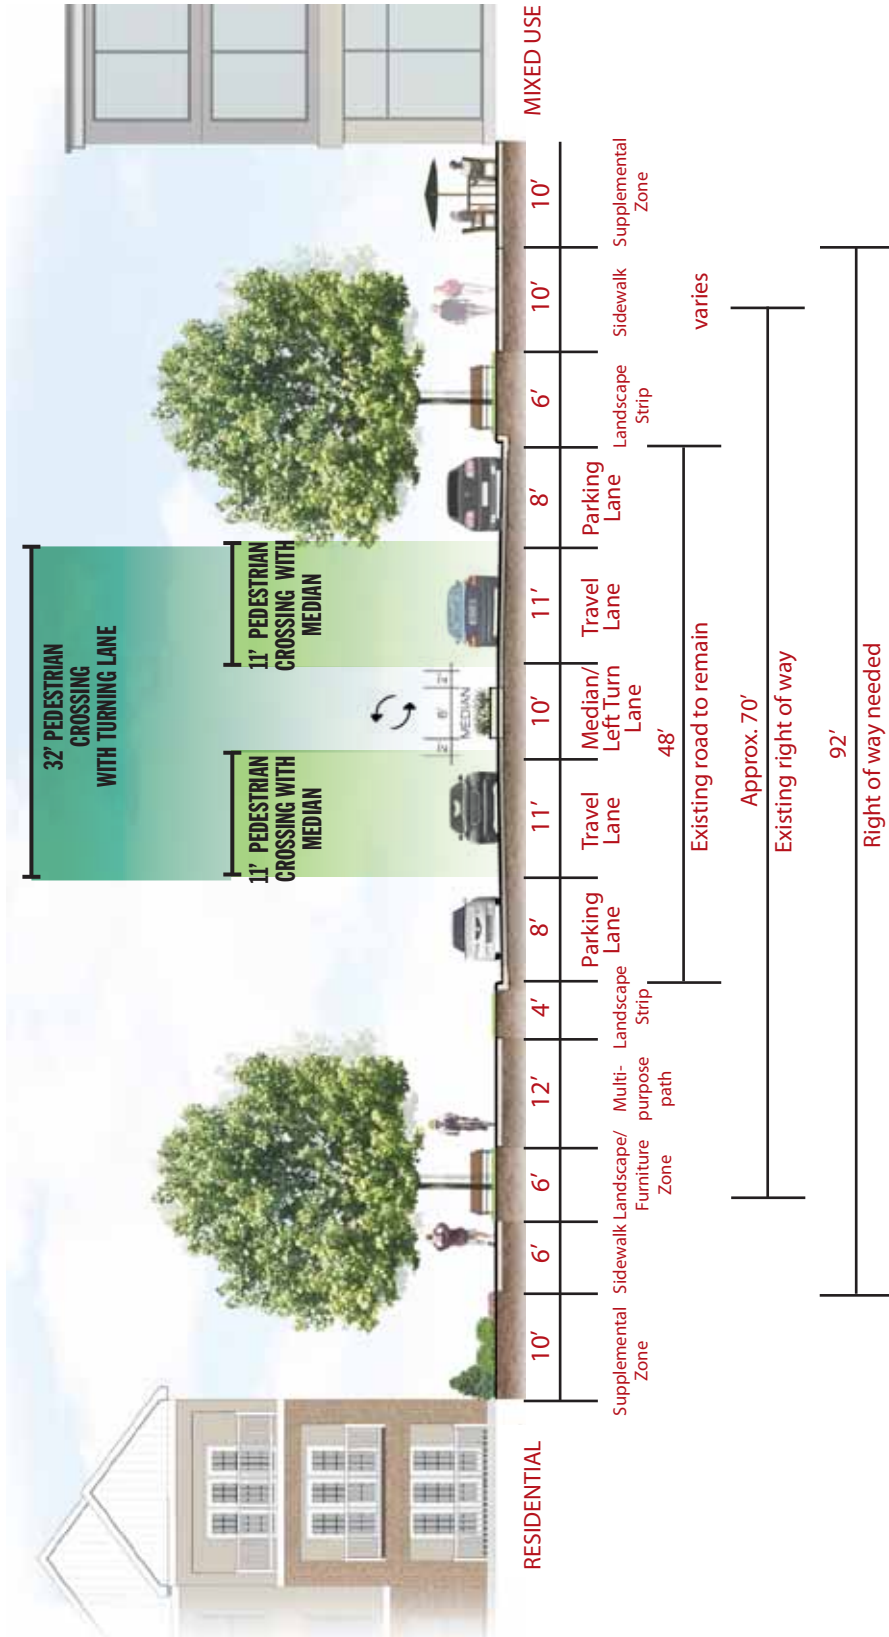 32’ PEDESTRIAN
CROSSING
WITH TURNING LANE
11’ PEDESTRIAN
CROSSING WITH
MEDIAN
11’ PEDESTRIAN
CROSSING WITH
MEDIAN
2'
6'
2'
MEDIAN
RESIDENTIAL
10’
6’
6’
12’
4’
8’
11’
10’
11’
8’
6’
10’
10’
MIXED USE
Supplemental
Zone
Sidewalk
Landscape/
Furniture
Zone
Multi-
purpose
path
Landscape
Strip
Parking
Lane
Travel
Lane
Median/
Left Turn
Lane
Travel
Lane
Parking
Lane
Landscape
Strip
Sidewalk
Supplemental
Zone
48’
Existing road to remain
varies
Approx. 70’
Existing right of way
92’
Right of way needed